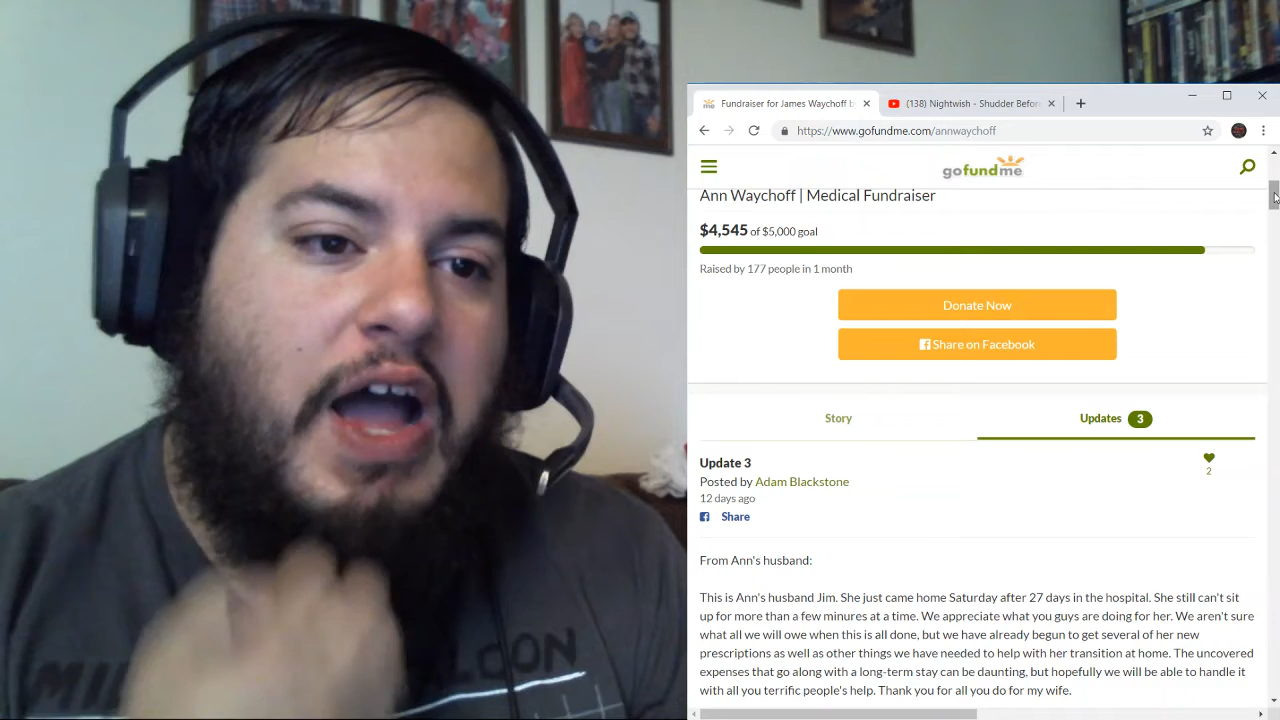 Fundraiser for James Waychoff b
(138) Nightwish - Shudder Befor
https://www.gofundme.com/annwaychoff
gofundme
Ann Waychoff | Medical Fundraiser
$4,545 of $5,000 goal
Raised by 177 people in 1 month
Donate Now
Share on Facebook
Story
Updates 3
Update 3
2
Posted by Adam Blackstone
12 days ago
Share
From Ann's husband:
This is Ann's husband Jim. She just came home Saturday after 27 days in the hospital. She still can't sit
up for more than a few minures at a time. We appreciate what you guys are doing for her. We aren't sure
what all we will owe when this is all done, but we have already begun to get several of her new
prescriptions as well as other things we have needed to help with her transition at home. The uncovered
expenses that go along with a long-term stay can be daunting, but hopefully we will be able to handle it
with all you terrific people's help. Thank you for all you do for my wife.